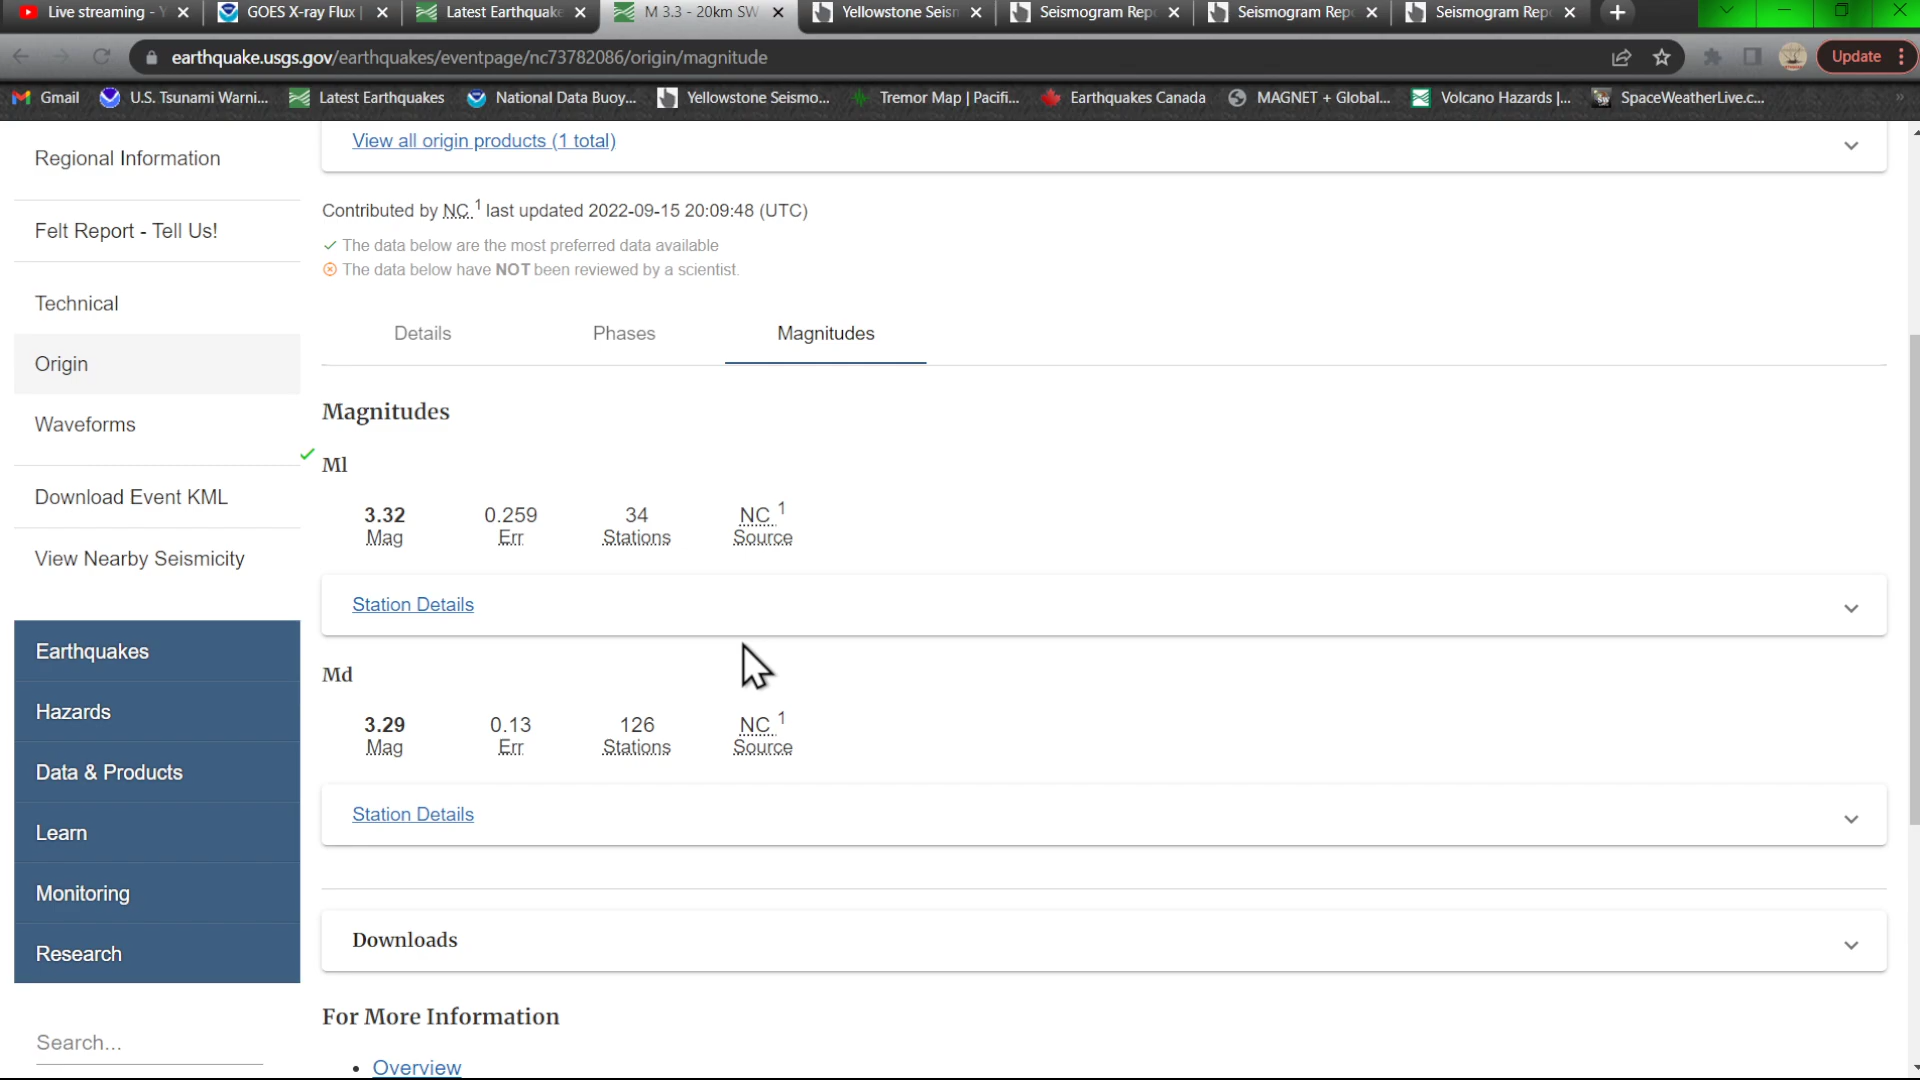 Live streaming - Y
GOES X-ray Flux |
Latest Earthquake
M 3.3 - 20km SW
Yellowstone Seism
Seismogram Repo
Seismogram Repo
Seismogram Repo
earthquake.usgs.gov/earthquakes/eventpage/nc73782086/origin/magnitude
Update
Gmail
U.S. Tsunami Warni...
Latest Earthquakes
National Data Buoy...
Yellowstone Seismo...
Tremor Map | Pacifi...
Earthquakes Canada
MAGNET + Global...
Volcano Hazards |...
SpaceWeatherLive.c...
»
Regional Information
Felt Report - Tell Us!
Technical
Origin
Waveforms
Download Event KML
View Nearby Seismicity
Earthquakes
Hazards
Data & Products
Learn
Monitoring
Research
Search...
View all origin products (1 total)
Contributed by NC 1 last updated 2022-09-15 20:09:48 (UTC)
The data below are the most preferred data available
The data below have NOT been reviewed by a scientist.
Details Phases Magnitudes
Magnitudes
Ml
3.32 0.259 34 NC 1
Mag Err Stations Source
Station Details
Md
3.29 0.13 126 NC 1
Mag Err Stations Source
Station Details
Downloads
For More Information
• Overview